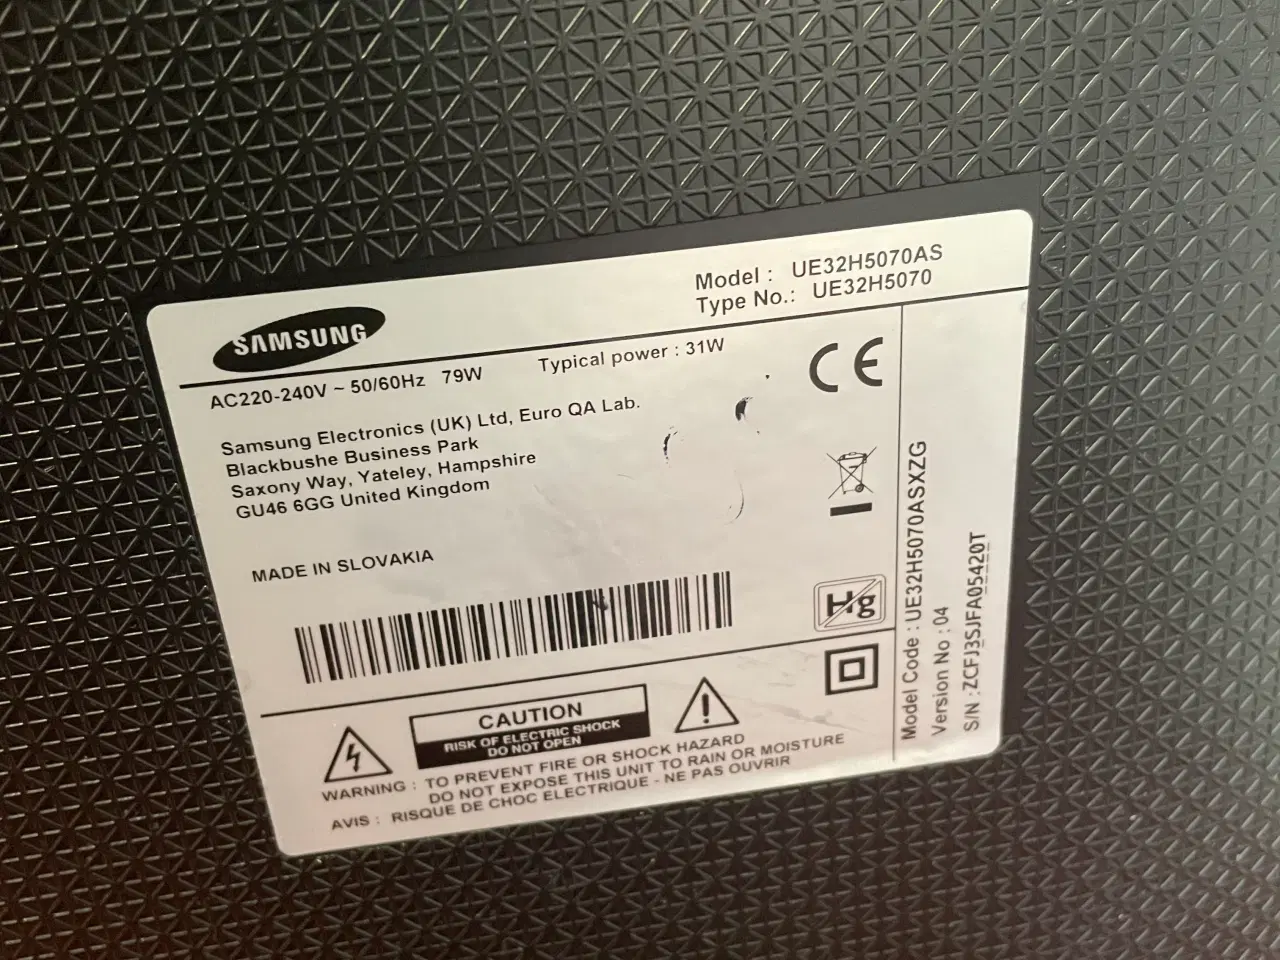 SAMSUNG
Model : UE32H5070AS
Type No.: UE32H5070
AC220-240V ~ 50/60Hz 79W Typical power : 31W
Samsung Electronics (UK) Ltd, Euro QA Lab.
Blackbushe Business Park
Saxony Way, Yateley, Hampshire
GU46 6GG United Kingdom
MADE IN SLOVAKIA
CE
Hg
CAUTION
RISK OF ELECTRIC SHOCK
DO NOT OPEN
WARNING : TO PREVENT FIRE OR SHOCK HAZARD
DO NOT EXPOSE THIS UNIT TO RAIN OR MOISTURE
AVIS : RISQUE DE CHOC ELECTRIQUE - NE PAS OUVRIR
Model Code : UE32H5070ASXZG
Version No : 04
S/N :ZCFJ3SJFA05420T